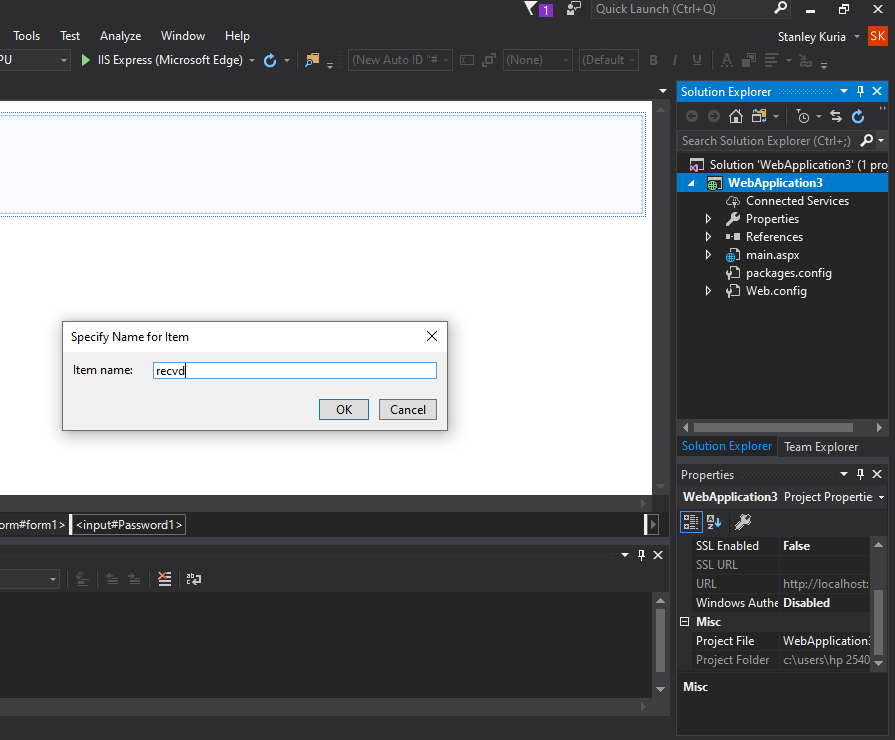 1
Quick Launch (Ctrl+Q)
Tools Test Analyze Window Help
Stanley Kuria SK
PU IIS Express (Microsoft Edge) (New Auto ID "# (None) (Default B I U A
Solution Explorer
Search Solution Explorer (Ctrl+;)
Solution 'WebApplication3' (1 pro
WebApplication3
Connected Services
Properties
References
main.aspx
packages.config
Web.config
Specify Name for Item
Item name: recvd
OK Cancel
Solution Explorer Team Explorer
Properties
WebApplication3 Project Propertie
orm#form1> <input#Password1>
SSL Enabled False
SSL URL
URL http://localhost:
Windows Authe Disabled
Misc
Project File WebApplication3
Project Folder c:\users\hp 2540
Misc